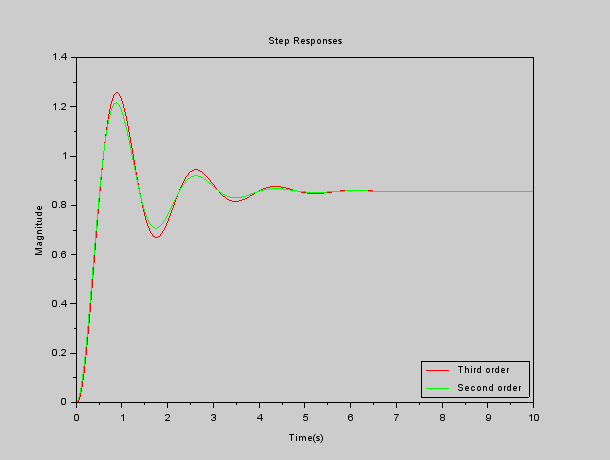 Step Responses
1.4
1.2
1
0.8
0.6
0.4
0.2
0
Magnitude
0 1 2 3 4 5 6 7 8 9 10
Time(s)
Third order
Second order